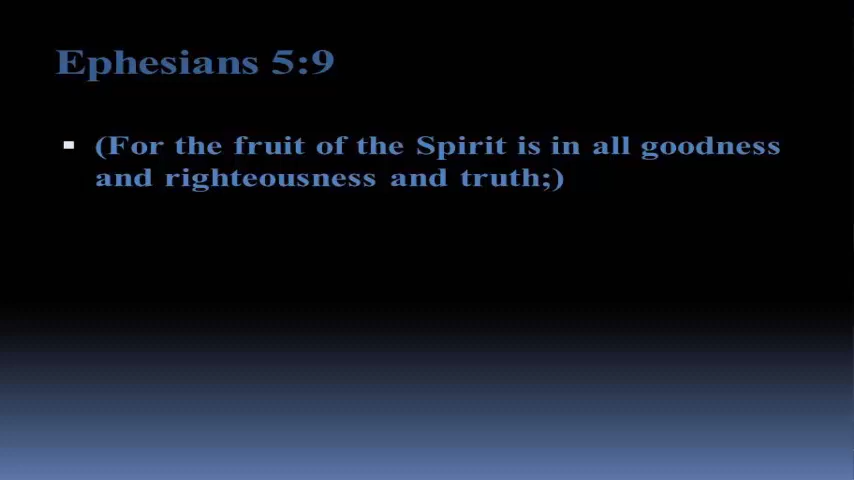 Ephesians 5:9
(For the fruit of the Spirit is in all goodness
and righteousness and truth;)